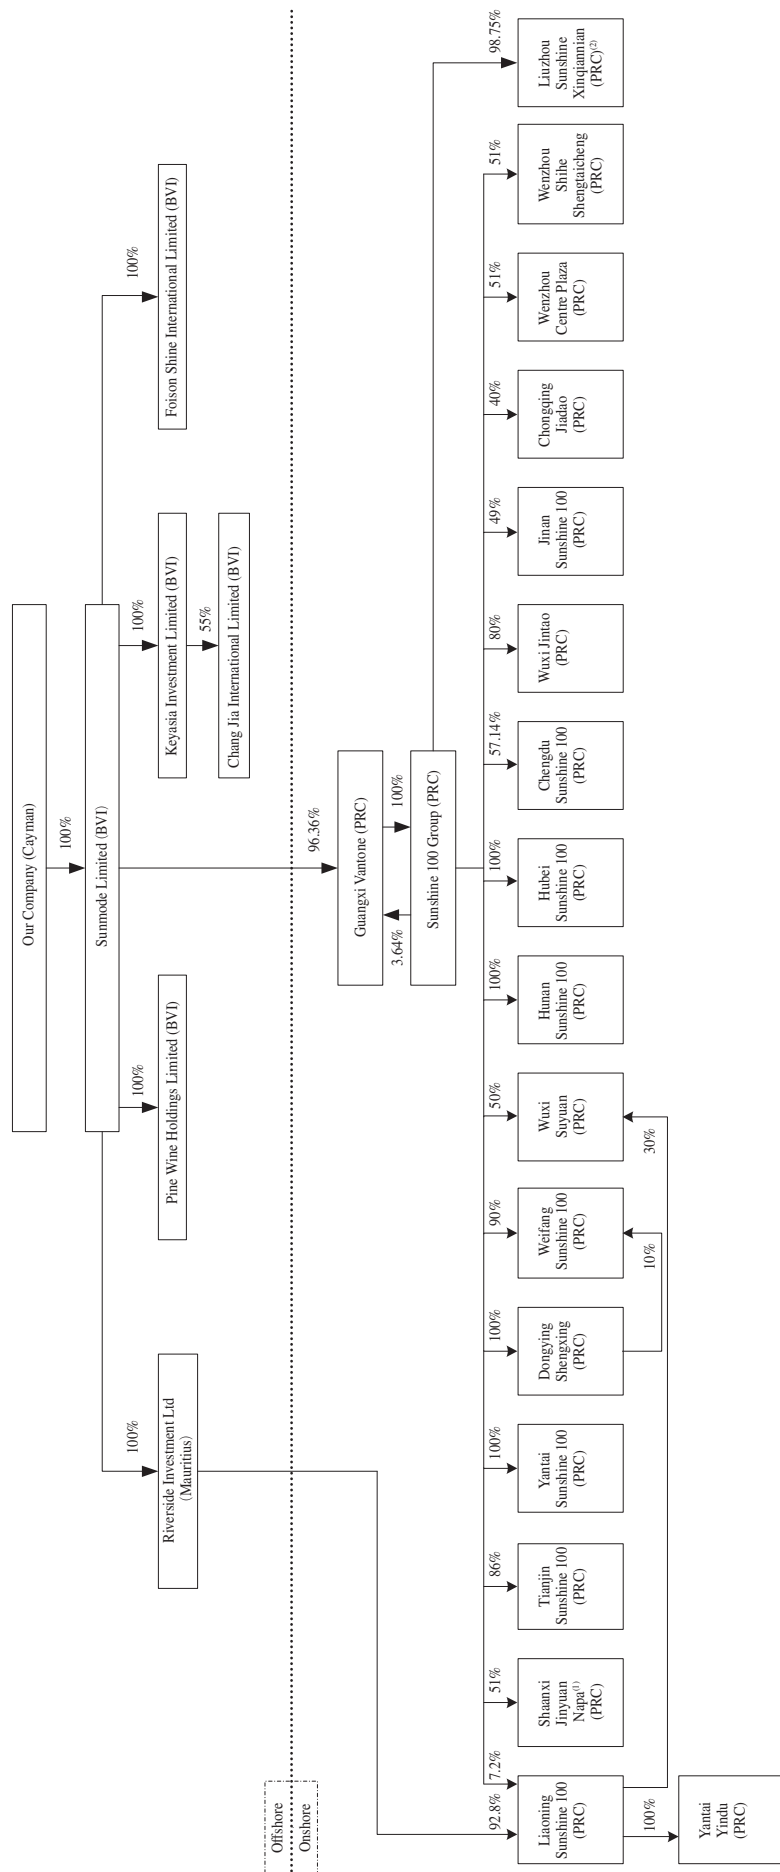 Our Company (Cayman)
100%
Sunmode Limited (BVI)
100%
100%
100%
100%
Riverside Investment Ltd
(Mauritius)
Pine Wine Holdings Limited (BVI)
Keyasia Investment Limited (BVI)
Foison Shine International Limited (BVI)
55%
Chang Jia International Limited (BVI)
Offshore
Onshore
96.36%
Guangxi Vantone (PRC)
3.64%
100%
Sunshine 100 Group (PRC)
92.8%
7.2%
51%
86%
100%
100%
90%
50%
100%
100%
57.14%
80%
49%
40%
51%
51%
98.75%
Liaoning
Sunshine 100
(PRC)
Shaanxi
Jinyuan
Napa(1)
(PRC)
Tianjin
Sunshine 100
(PRC)
Yantai
Sunshine 100
(PRC)
Dongying
Shengxing
(PRC)
Weifang
Sunshine 100
(PRC)
Wuxi
Suyuan
(PRC)
Hunan
Sunshine 100
(PRC)
Hubei
Sunshine 100
(PRC)
Chengdu
Sunshine 100
(PRC)
Wuxi Jintao
(PRC)
Jinan
Sunshine 100
(PRC)
Chongqing
Jiadao
(PRC)
Wenzhou
Centre Plaza
(PRC)
Wenzhou
Shihe
Shengtaicheng
(PRC)
Liuzhou
Sunshine
Xinqiannian
(PRC)(2)
10%
30%
100%
Yantai
Yindu
(PRC)